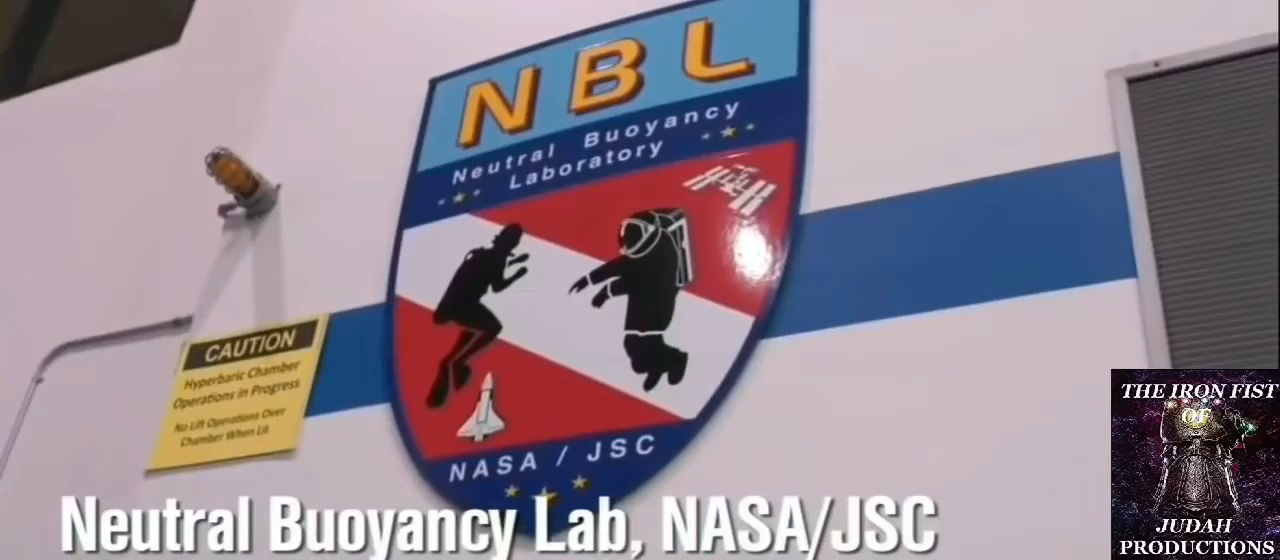 NBL
Neutral Buoyancy
Laboratory
CAUTION
Hyperbaric Chamber
Operations in Progress
No Lift Operations Over
Chamber When Lit
NASA / JSC
Neutral Buoyancy Lab, NASA/JSC
THE IRON FIST
OF
JUDAH
PRODUCTIONS